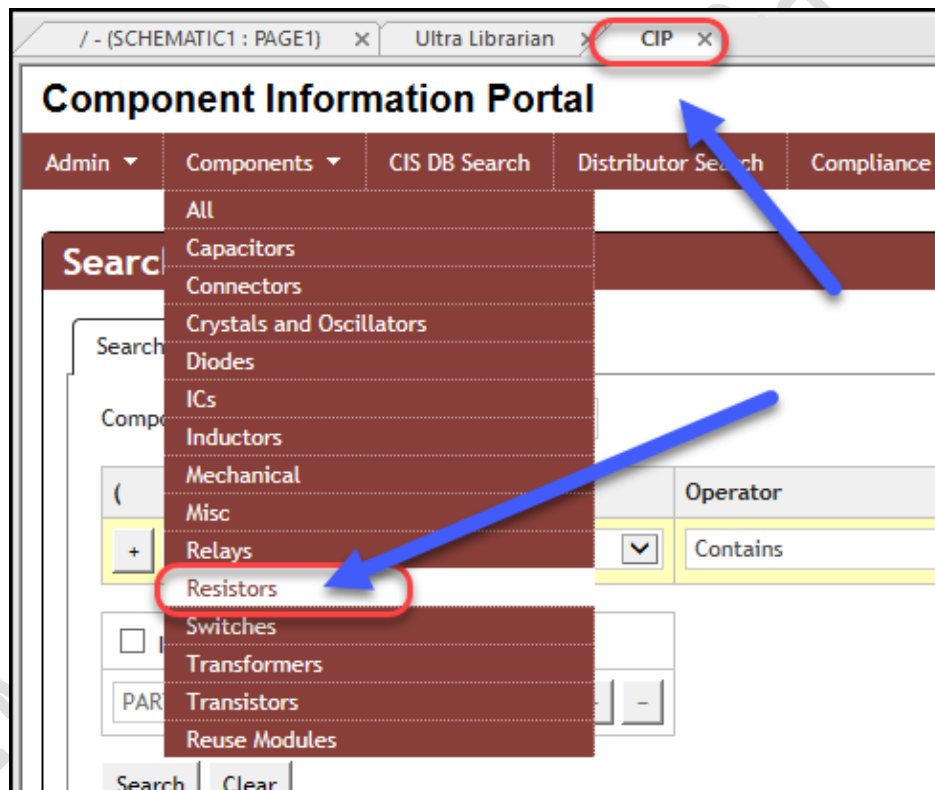 / - (SCHEMATIC1 : PAGE1) × Ultra Librarian × CIP ×
Component Information Portal
Admin Components CIS DB Search Distributor Search Compliance
All
Capacitors
Connectors
Crystals and Oscillators
Diodes
ICs
Inductors
Mechanical
Misc
Relays
Resistors
Switches
Transformers
Transistors
Reuse Modules
Search
( Operator
+ Contains
-
Search Clear